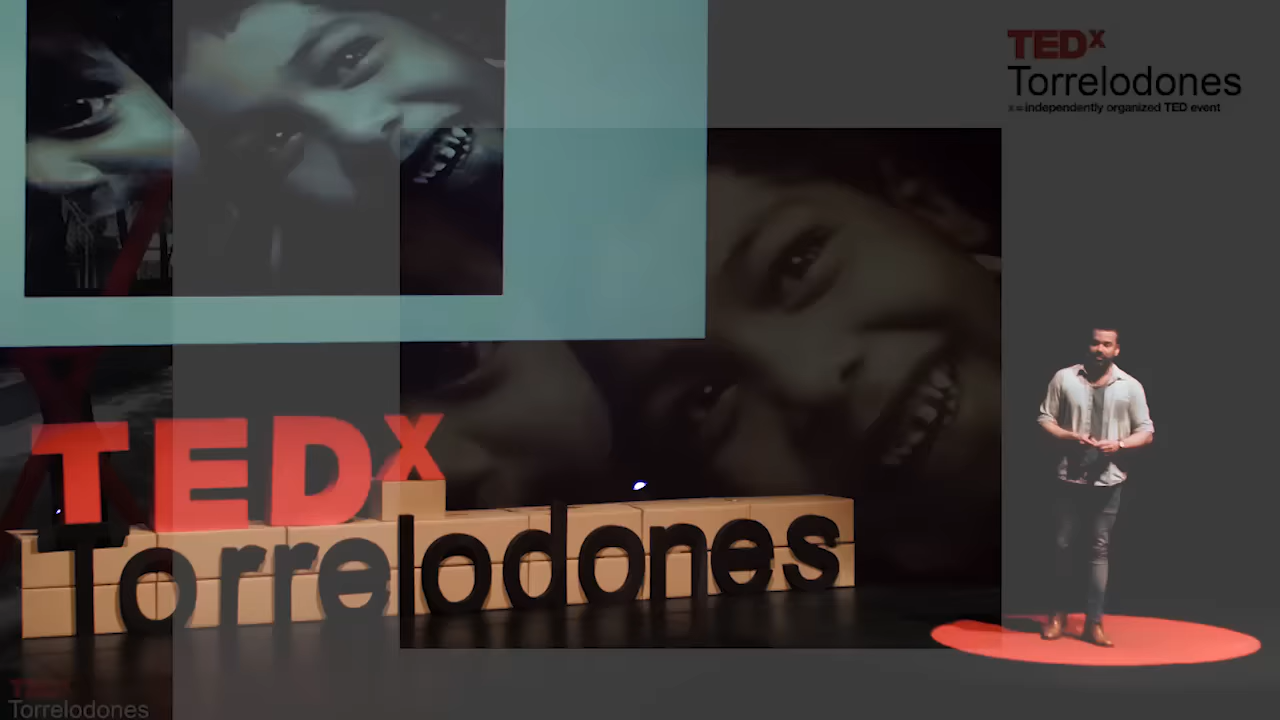 TEDx
Torrelodones
x = independently organized TED event
TEDx
Torrelodones
TEDx
Torrelodones